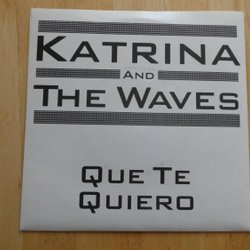 KATRINA
AND
THE WAVES
QUE TE
QUIERO